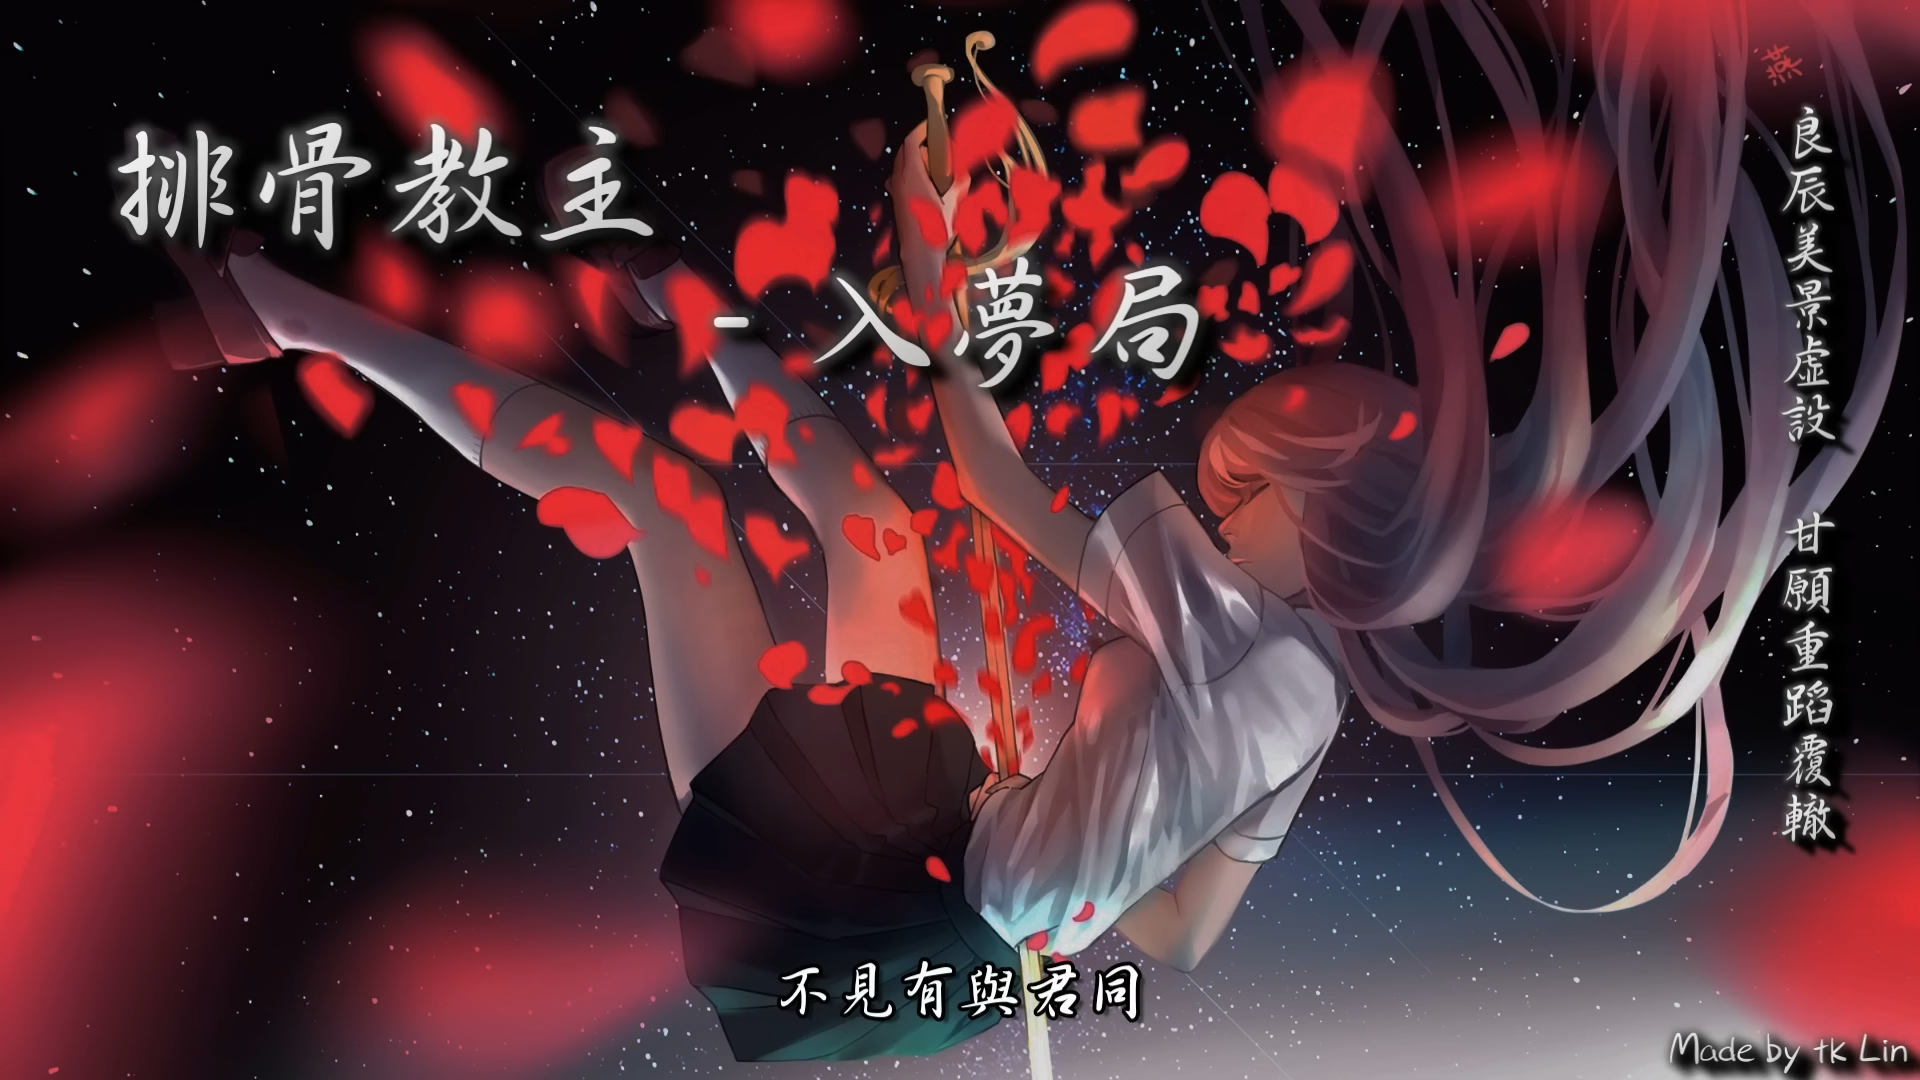 排骨教主
- 入夢局
燕
良辰美景虛設 甘願重蹈覆轍
不見有與君同
Made by tk Lin